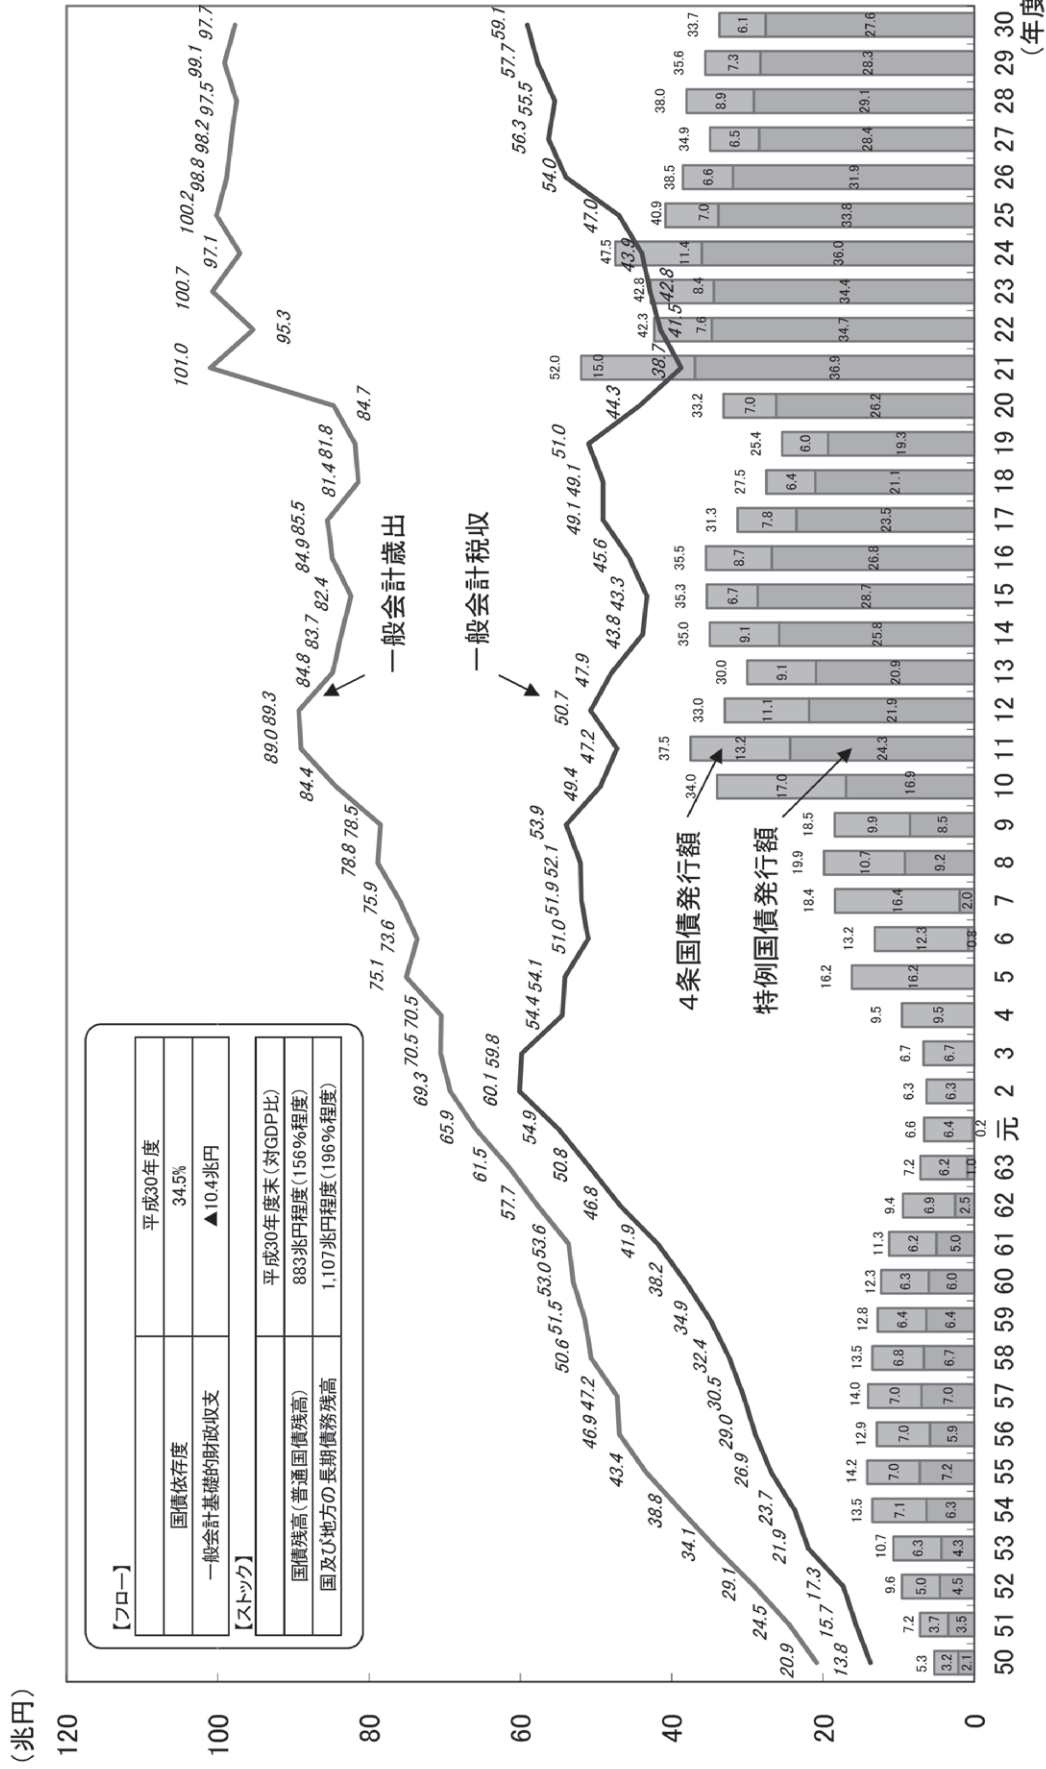 (兆円)
120
100
80
60
40
20
0
【フロー】
平成30年度
国債依存度 34.5%
一般会計基礎的財政収支 ▲10.4兆円
【ストック】
平成30年度末(対GDP比)
国債残高(普通国債残高) 883兆円程度(156%程度)
国及び地方の長期債務残高 1,107兆円程度(196%程度)
20.9 24.5 29.1 34.1 38.8 43.4 46.9 47.2 50.6 51.5 53.0 53.6 57.7 61.5 65.9 69.3 70.5 70.5 75.1 73.6 75.9 78.8 78.5 84.4 89.0 89.3 84.8 83.7 82.4 84.9 85.5 81.4 81.8 84.7 101.0 95.3 100.7 97.1 100.2 98.8 98.2 97.5 99.1 97.7
一般会計歳出
一般会計税収
13.8 15.7 17.3 21.9 23.7 26.9 29.0 30.5 32.4 34.9 38.2 41.9 46.8 50.8 54.9 60.1 59.8 54.4 54.1 51.0 51.9 52.1 53.9 49.4 47.2 50.7 47.9 43.8 43.3 45.6 49.1 49.1 51.0 44.3 38.7 41.5 42.8 43.9 47.0 54.0 56.3 55.5 57.7 59.1
4条国債発行額
特例国債発行額
5.3 7.2 9.6 10.7 13.5 14.2 12.9 14.0 13.5 12.8 12.3 11.3 9.4 7.2 6.6 6.3 6.7 9.5 16.2 13.2 18.4 19.9 18.5 34.0 37.5 33.0 30.0 35.0 35.3 35.5 31.3 27.5 25.4 33.2 52.0 42.3 42.8 47.5 40.9 38.5 34.9 38.0 35.6 33.7
3.2 3.7 5.0 6.3 7.1 7.0 7.0 7.0 6.8 6.4 6.3 6.2 6.9 6.2 6.4 6.3 6.7 9.5 16.2 12.3 16.4 10.7 9.9 17.0 13.2 11.1 9.1 9.1 6.7 8.7 7.8 6.4 6.0 7.0 15.0 7.6 8.4 11.4 7.0 6.6 6.5 8.9 7.3 6.1
2.1 3.5 4.5 4.3 6.3 7.2 5.9 7.0 6.7 6.4 6.0 5.0 2.5 1.0 0.2 0.8 2.0 9.2 8.5 16.9 24.3 21.9 20.9 25.8 28.7 26.8 23.5 21.1 19.3 26.2 36.9 34.7 34.4 36.0 33.8 31.9 28.4 29.1 28.3 27.6
50 51 52 53 54 55 56 57 58 59 60 61 62 63 元 2 3 4 5 6 7 8 9 10 11 12 13 14 15 16 17 18 19 20 21 22 23 24 25 26 27 28 29 30
(年度)